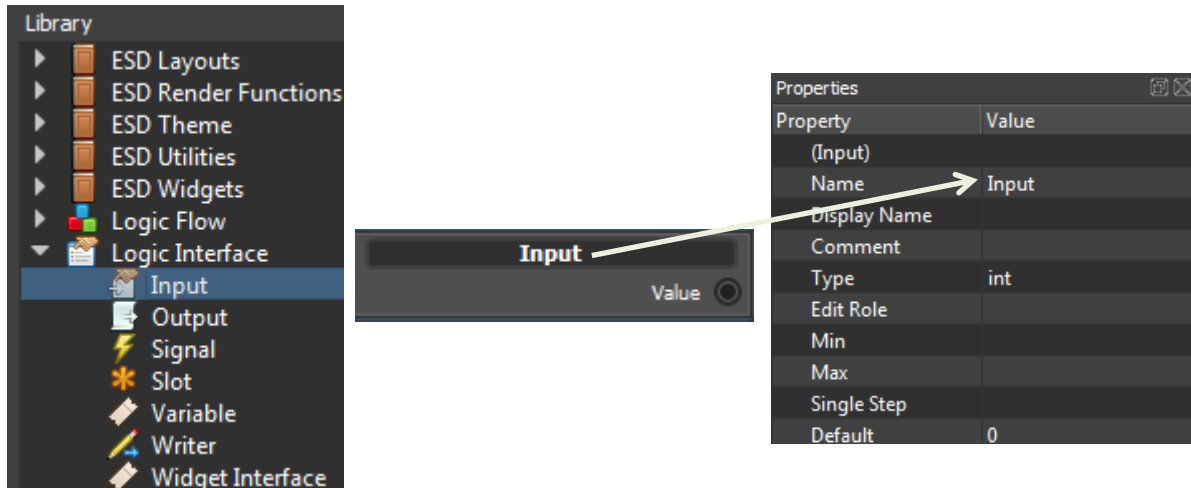 Library
ESD Layouts
ESD Render Functions
ESD Theme
ESD Utilities
ESD Widgets
Logic Flow
Logic Interface
Input
Output
Signal
Slot
Variable
Writer
Widget Interface
Input
Value
Properties
Property Value
(Input)
Name Input
Display Name
Comment
Type int
Edit Role
Min
Max
Single Step
Default 0